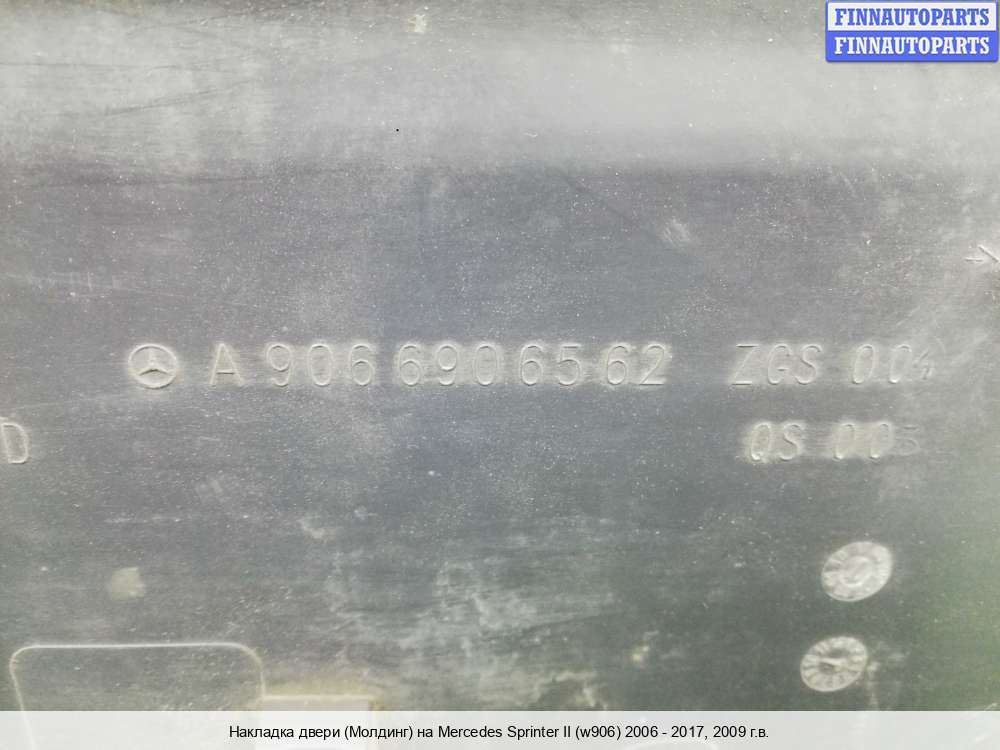 FINNAUTOPARTS
FINNAUTOPARTS
A 906 690 65 62 ZGS 004
D QS 005
Накладка двери (Молдинг) на Mercedes Sprinter II (w906) 2006 - 2017, 2009 г.в.